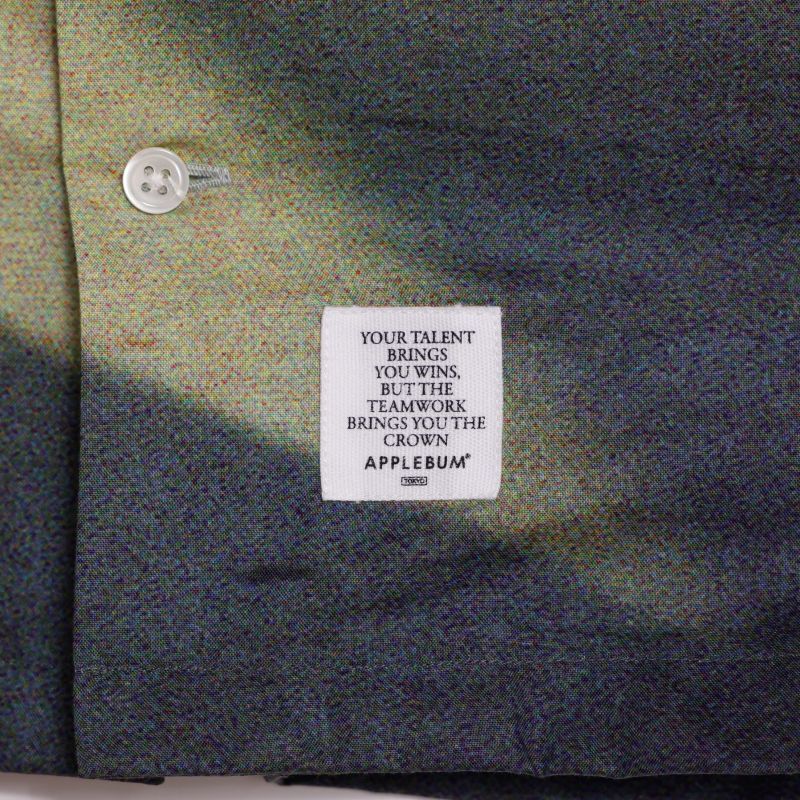 YOUR TALENT
BRINGS
YOU WINS,
BUT THE
TEAMWORK
BRINGS YOU THE
CROWN
APPLEBUM*
TOKYO